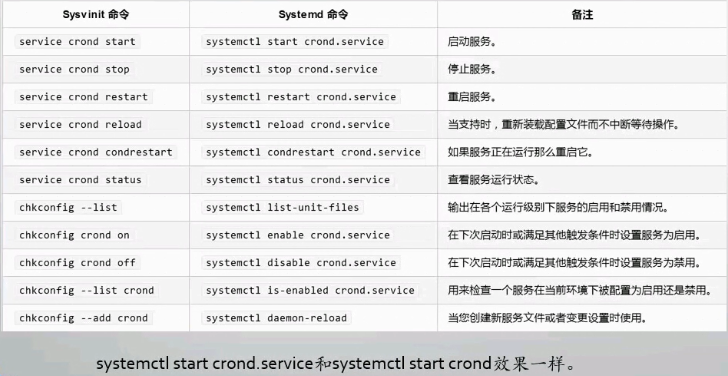 Sysvinit 命令 Systemd 命令 备注
service crond start systemctl start crond.service 启动服务。
service crond stop systemctl stop crond.service 停止服务。
service crond restart systemctl restart crond.service 重启服务。
service crond reload systemctl reload crond.service 当支持时，重新装载配置文件而不中断等待操作。
service crond condrestart systemctl condrestart crond.service 如果服务正在运行那么重启它。
service crond status systemctl status crond.service 查看服务运行状态。
chkconfig --list systemctl list-unit-files 输出在各个运行级别下服务的启用和禁用情况。
chkconfig crond on systemctl enable crond.service 在下次启动时或满足其他触发条件时设置服务为启用。
chkconfig crond off systemctl disable crond.service 在下次启动时或满足其他触发条件时设置服务为禁用。
chkconfig --list crond systemctl is-enabled crond.service 用来检查一个服务在当前环境下被配置为启用还是禁用。
chkconfig --add crond systemctl daemon-reload 当您创建新服务文件或者变更设置时使用。
systemctl start crond.service和systemctl start crond效果一样。